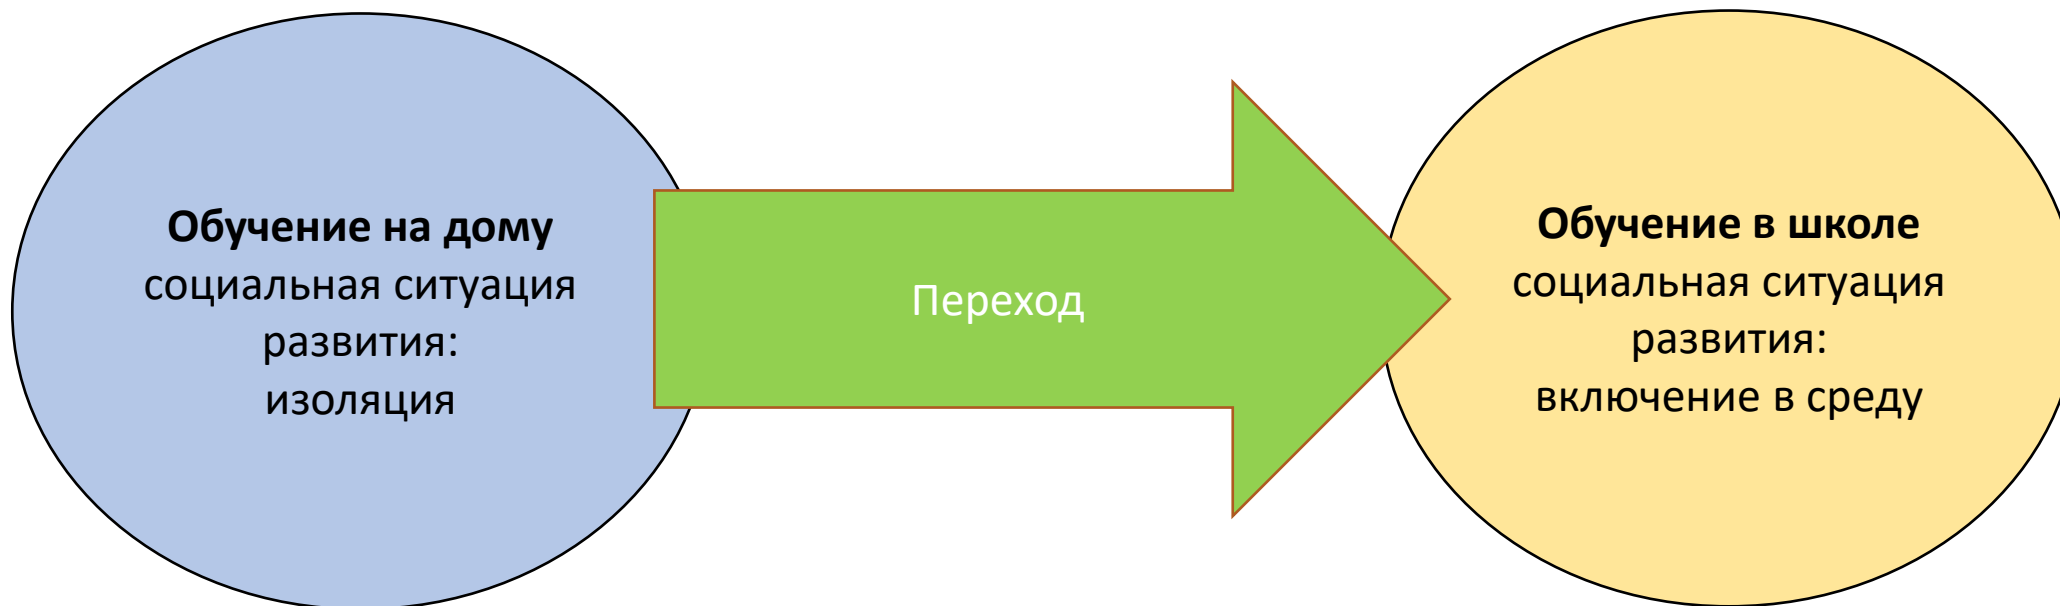 Обучение на дому
социальная ситуация
развития:
изоляция
Переход
Обучение в школе
социальная ситуация
развития:
включение в среду